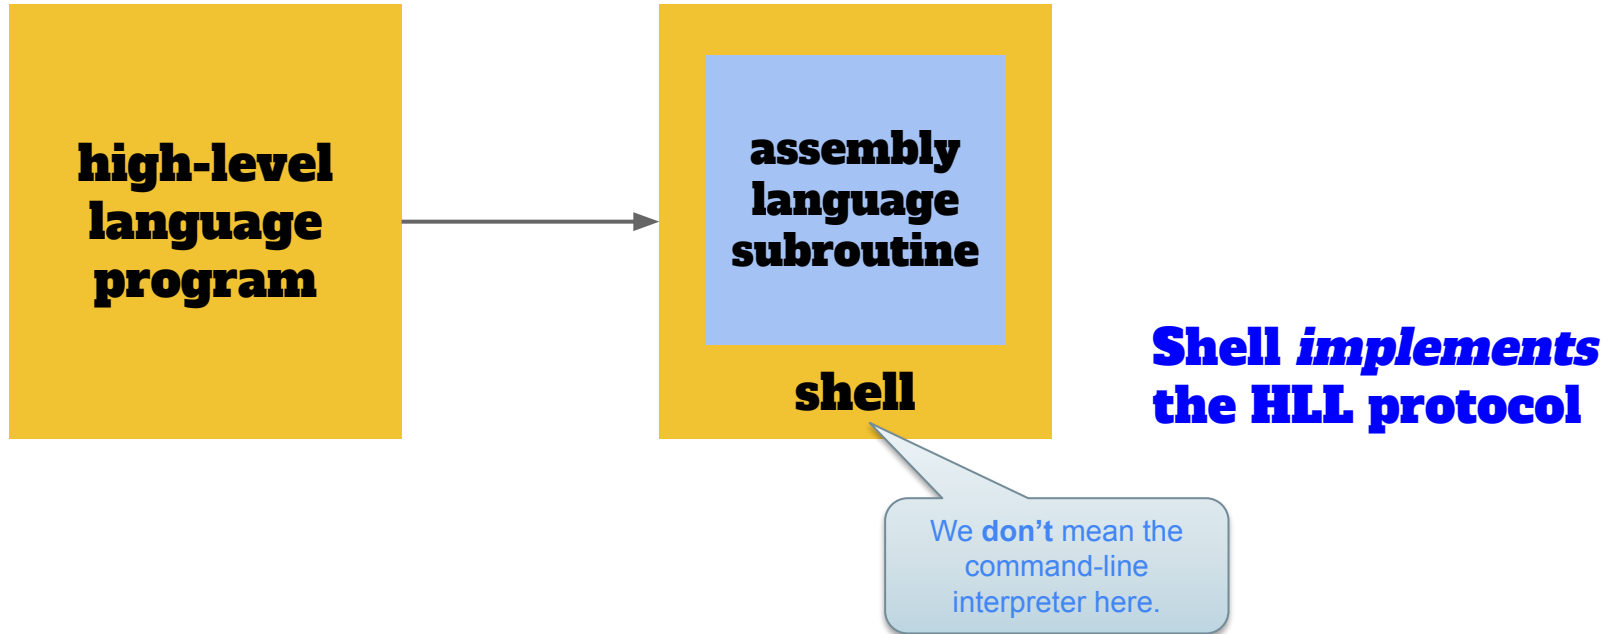 high-level
language
program
assembly
language
subroutine
shell
Shell implements
the HLL protocol
We don’t mean the
command-line
interpreter here.